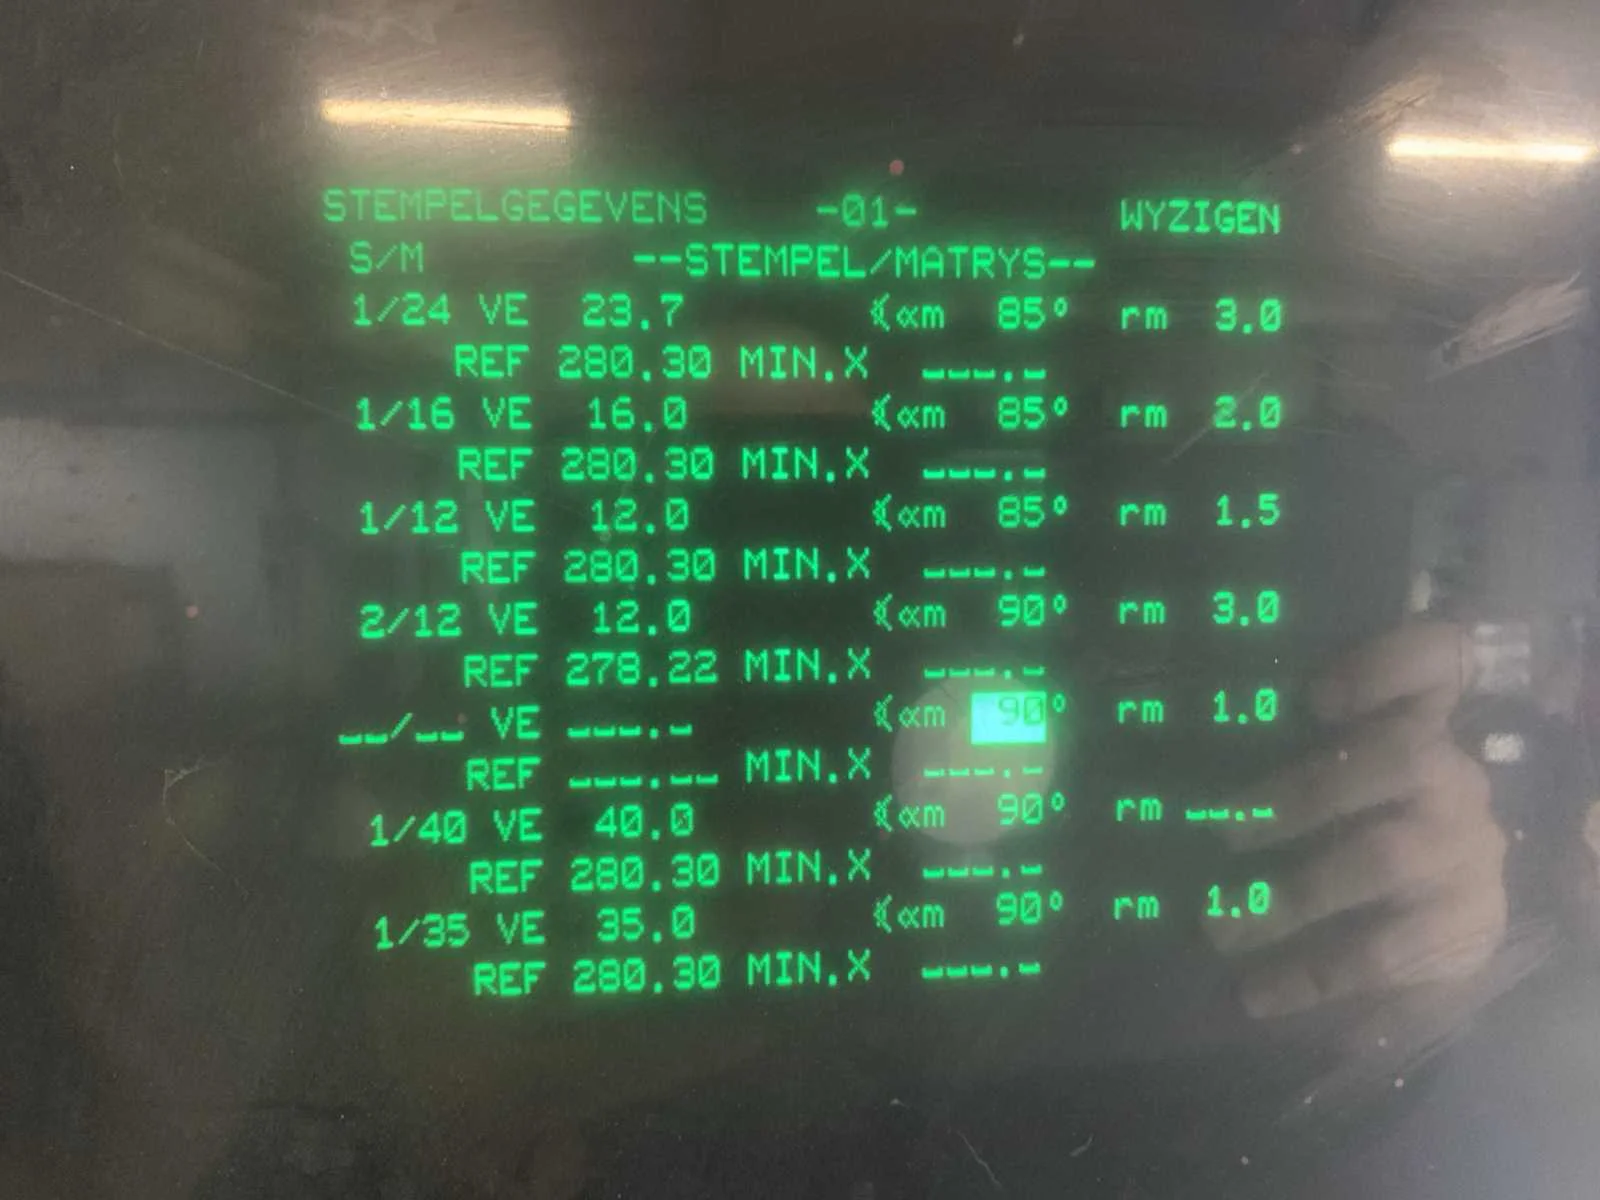 STEMPELGEGEVENS -01- WYZIGEN
S/M --STEMPEL/MATRYS--
1/24 VE 23.7 ∢αm 85° rm 3.0
REF 280.30 MIN.X ___._
1/16 VE 16.0 ∢αm 85° rm 2.0
REF 280.30 MIN.X ___._
1/12 VE 12.0 ∢αm 85° rm 1.5
REF 280.30 MIN.X ___._
2/12 VE 12.0 ∢αm 90° rm 3.0
REF 278.22 MIN.X ___._
__/__ VE ___._ ∢αm 90° rm 1.0
REF ___.__ MIN.X ___._
1/40 VE 40.0 ∢αm 90° rm __._
REF 280.30 MIN.X ___._
1/35 VE 35.0 ∢αm 90° rm 1.0
REF 280.30 MIN.X ___._